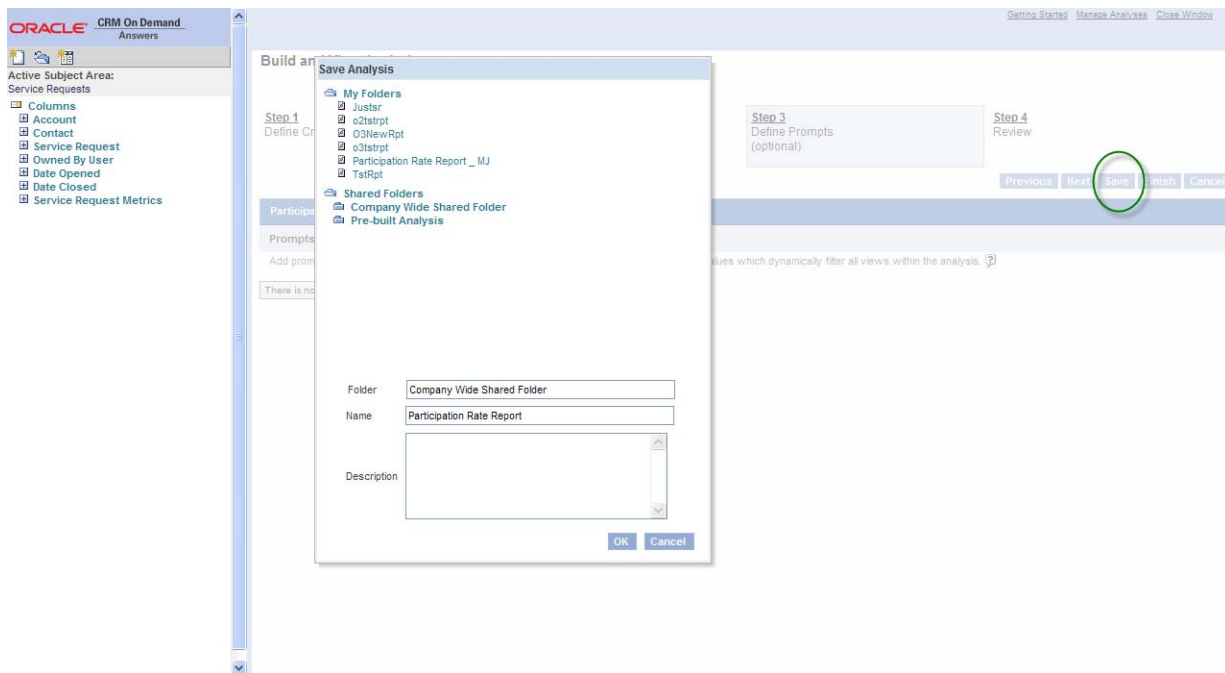 ORACLE CRM On Demand
Answers
Getting Started Manage Analyses Close Window
Active Subject Area:
Service Requests
Columns
Account
Contact
Service Request
Owned By User
Date Opened
Date Closed
Service Request Metrics
Build an
Step 1
Define Cr
Step 3
Define Prompts
(optional)
Step 4
Review
Previous Next Save Finish Cancel
Participa
Prompts
Add prom
lues which dynamically filter all views within the analysis.
There is no
Save Analysis
My Folders
Justsr
o2tstrpt
O3NewRpt
o3tstrpt
Participation Rate Report _ MJ
TstRpt
Shared Folders
Company Wide Shared Folder
Pre-built Analysis
Folder Company Wide Shared Folder
Name Participation Rate Report
Description
OK Cancel